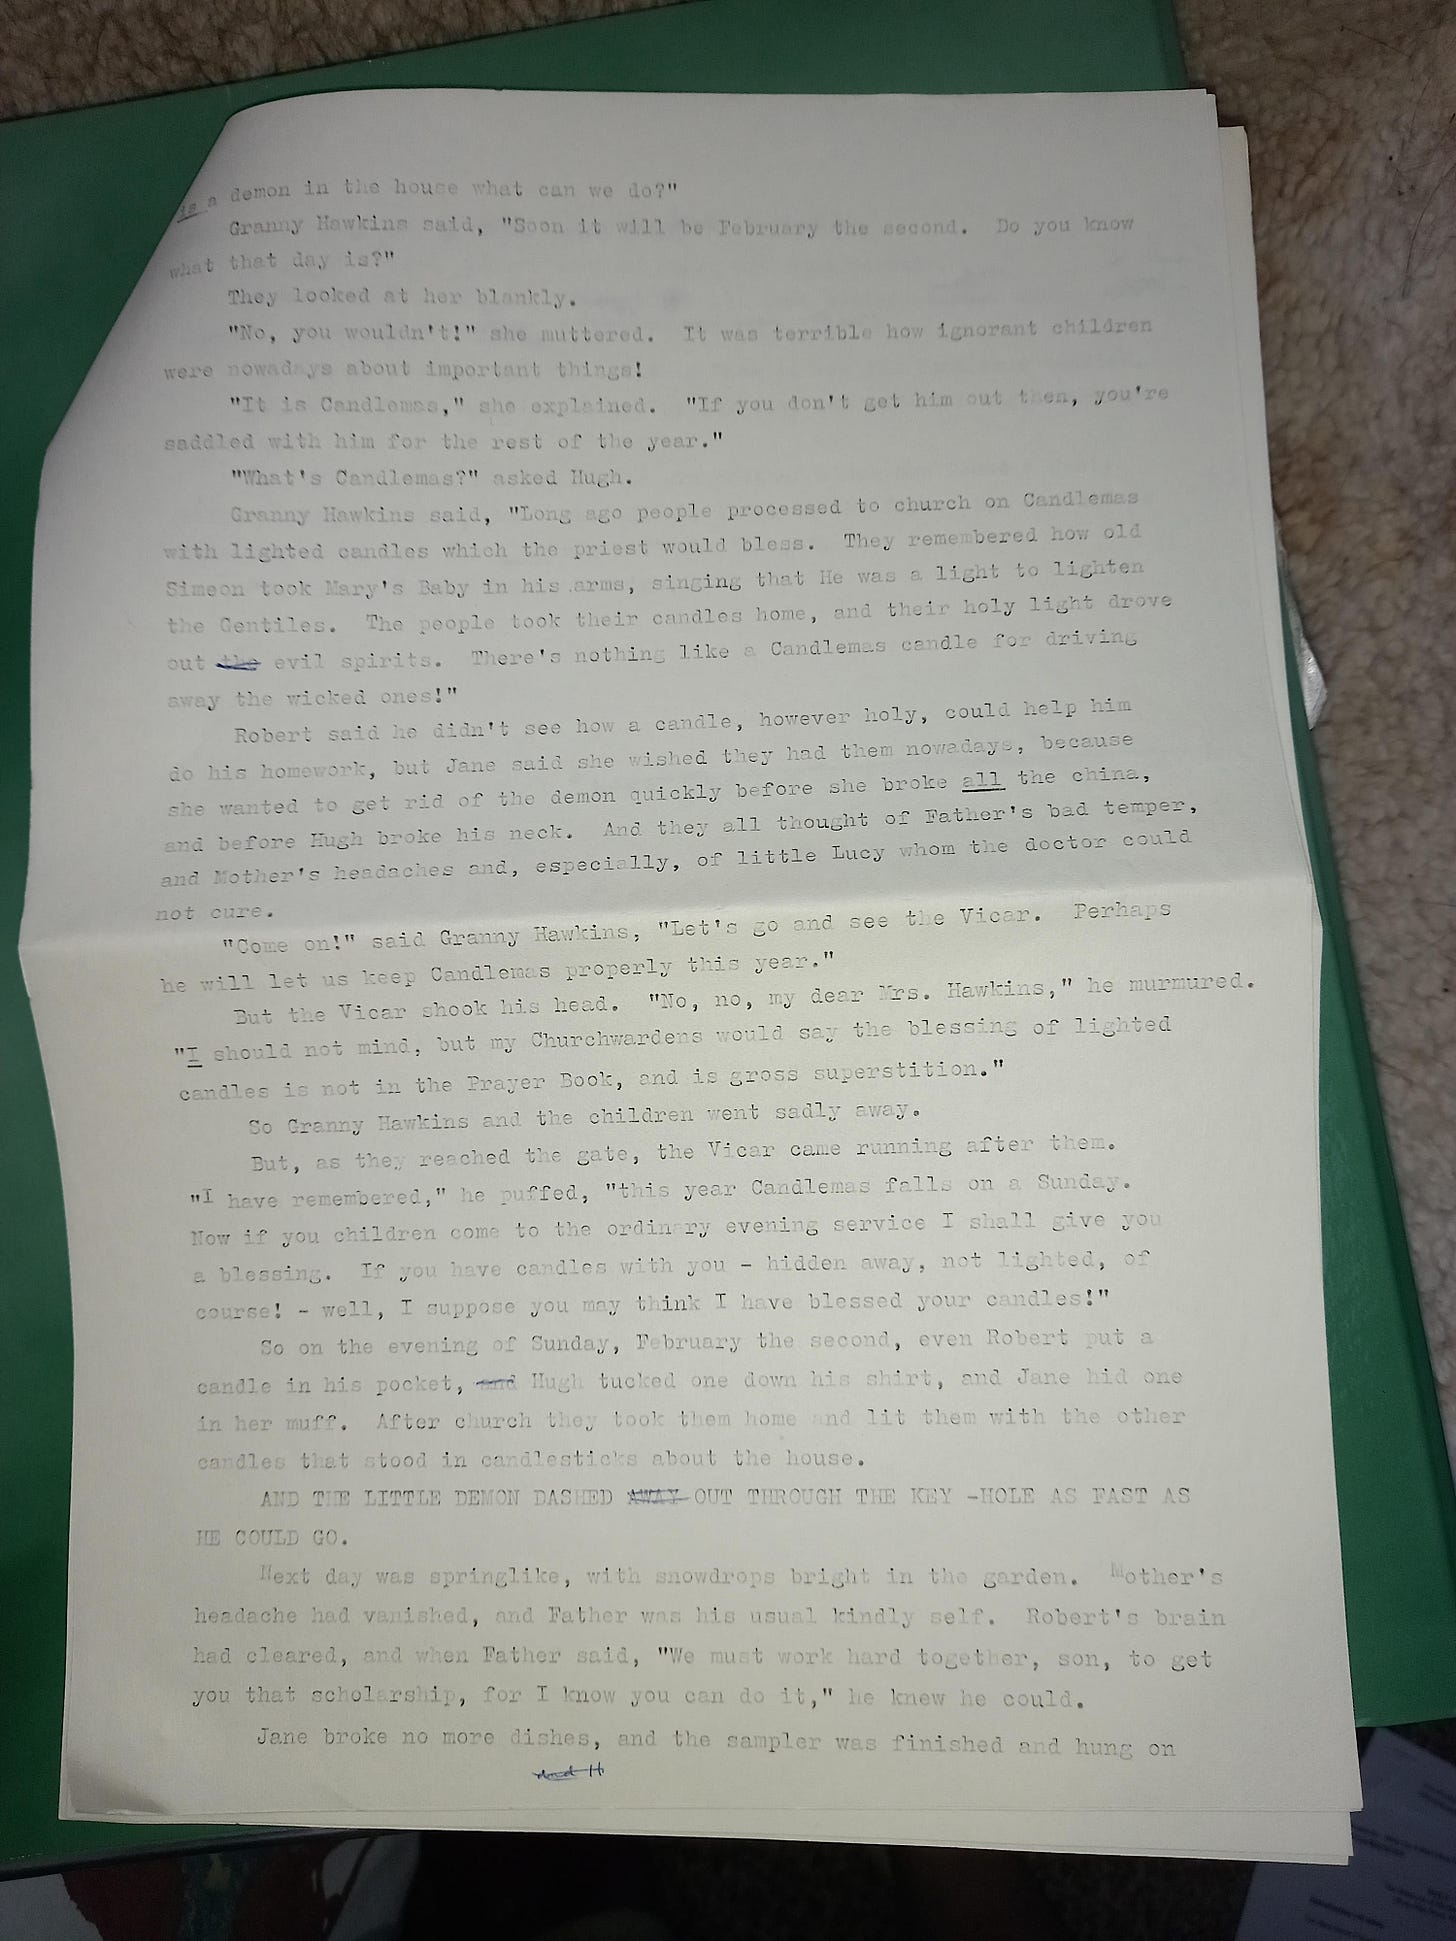 is a demon in the house what can we do?"
Granny Hawkins said, "Soon it will be February the second. Do you know
what that day is?"
They looked at her blankly.
"No, you wouldn't!" she muttered. It was terrible how ignorant children
were nowadays about important things!
"It is Candlemas," she explained. "If you don't get him out then, you're
saddled with him for the rest of the year."
"What's Candlemas?" asked Hugh.
Granny Hawkins said, "Long ago people processed to church on Candlemas
with lighted candles which the priest would bless. They remembered how old
Simeon took Mary's Baby in his arms, singing that He was a light to lighten
the Gentiles. The people took their candles home, and their holy light drove
out the evil spirits. There's nothing like a Candlemas candle for driving
away the wicked ones!"
Robert said he didn't see how a candle, however holy, could help him
do his homework, but Jane said she wished they had them nowadays, because
she wanted to get rid of the demon quickly before she broke all the china,
and before Hugh broke his neck. And they all thought of Father's bad temper,
and Mother's headaches and, especially, of little Lucy whom the doctor could
not cure.
"Come on!" said Granny Hawkins, "Let's go and see the Vicar. Perhaps
he will let us keep Candlemas properly this year."
But the Vicar shook his head. "No, no, my dear Mrs. Hawkins," he murmured.
"I should not mind, but my Churchwardens would say the blessing of lighted
candles is not in the Prayer Book, and is gross superstition."
So Granny Hawkins and the children went sadly away.
But, as they reached the gate, the Vicar came running after them.
"I have remembered," he puffed, "this year Candlemas falls on a Sunday.
Now if you children come to the ordinary evening service I shall give you
a blessing. If you have candles with you - hidden away, not lighted, of
course! - well, I suppose you may think I have blessed your candles!"
So on the evening of Sunday, February the second, even Robert put a
candle in his pocket, and Hugh tucked one down his shirt, and Jane hid one
in her muff. After church they took them home and lit them with the other
candles that stood in candlesticks about the house.
AND THE LITTLE DEMON DASHED AWAY OUT THROUGH THE KEY -HOLE AS FAST AS
HE COULD GO.
Next day was springlike, with snowdrops bright in the garden. Mother's
headache had vanished, and Father was his usual kindly self. Robert's brain
had cleared, and when Father said, "We must work hard together, son, to get
you that scholarship, for I know you can do it," he knew he could.
Jane broke no more dishes, and the sampler was finished and hung on
and H